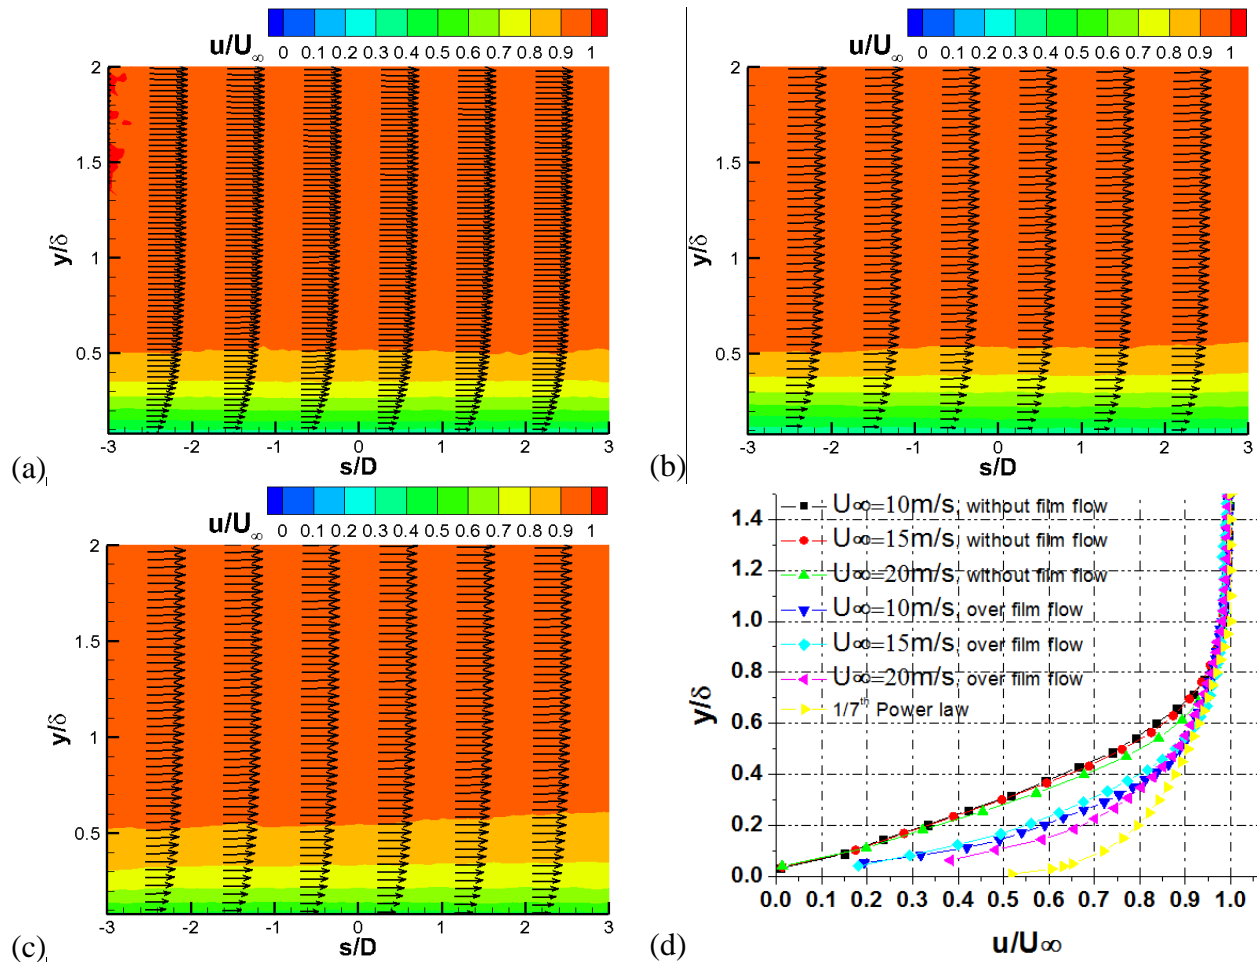 u/U∞ 0 0.1 0.2 0.3 0.4 0.5 0.6 0.7 0.8 0.9 1
y/δ
2
1.5
1
0.5
-3 -2 -1 0 1 2 3
s/D
(a)
u/U∞ 0 0.1 0.2 0.3 0.4 0.5 0.6 0.7 0.8 0.9 1
y/δ
2
1.5
1
0.5
-3 -2 -1 0 1 2 3
s/D
(b)
u/U∞ 0 0.1 0.2 0.3 0.4 0.5 0.6 0.7 0.8 0.9 1
y/δ
2
1.5
1
0.5
-3 -2 -1 0 1 2 3
s/D
(c)
U∞=10m/s, without film flow
U∞=15m/s, without film flow
U∞=20m/s, without film flow
U∞=10m/s, over film flow
U∞=15m/s, over film flow
U∞=20m/s, over film flow
1/7th Power law
y/δ
1.4
1.2
1.0
0.8
0.6
0.4
0.2
0.0
0.0 0.1 0.2 0.3 0.4 0.5 0.6 0.7 0.8 0.9 1.0
u/U∞
(d)